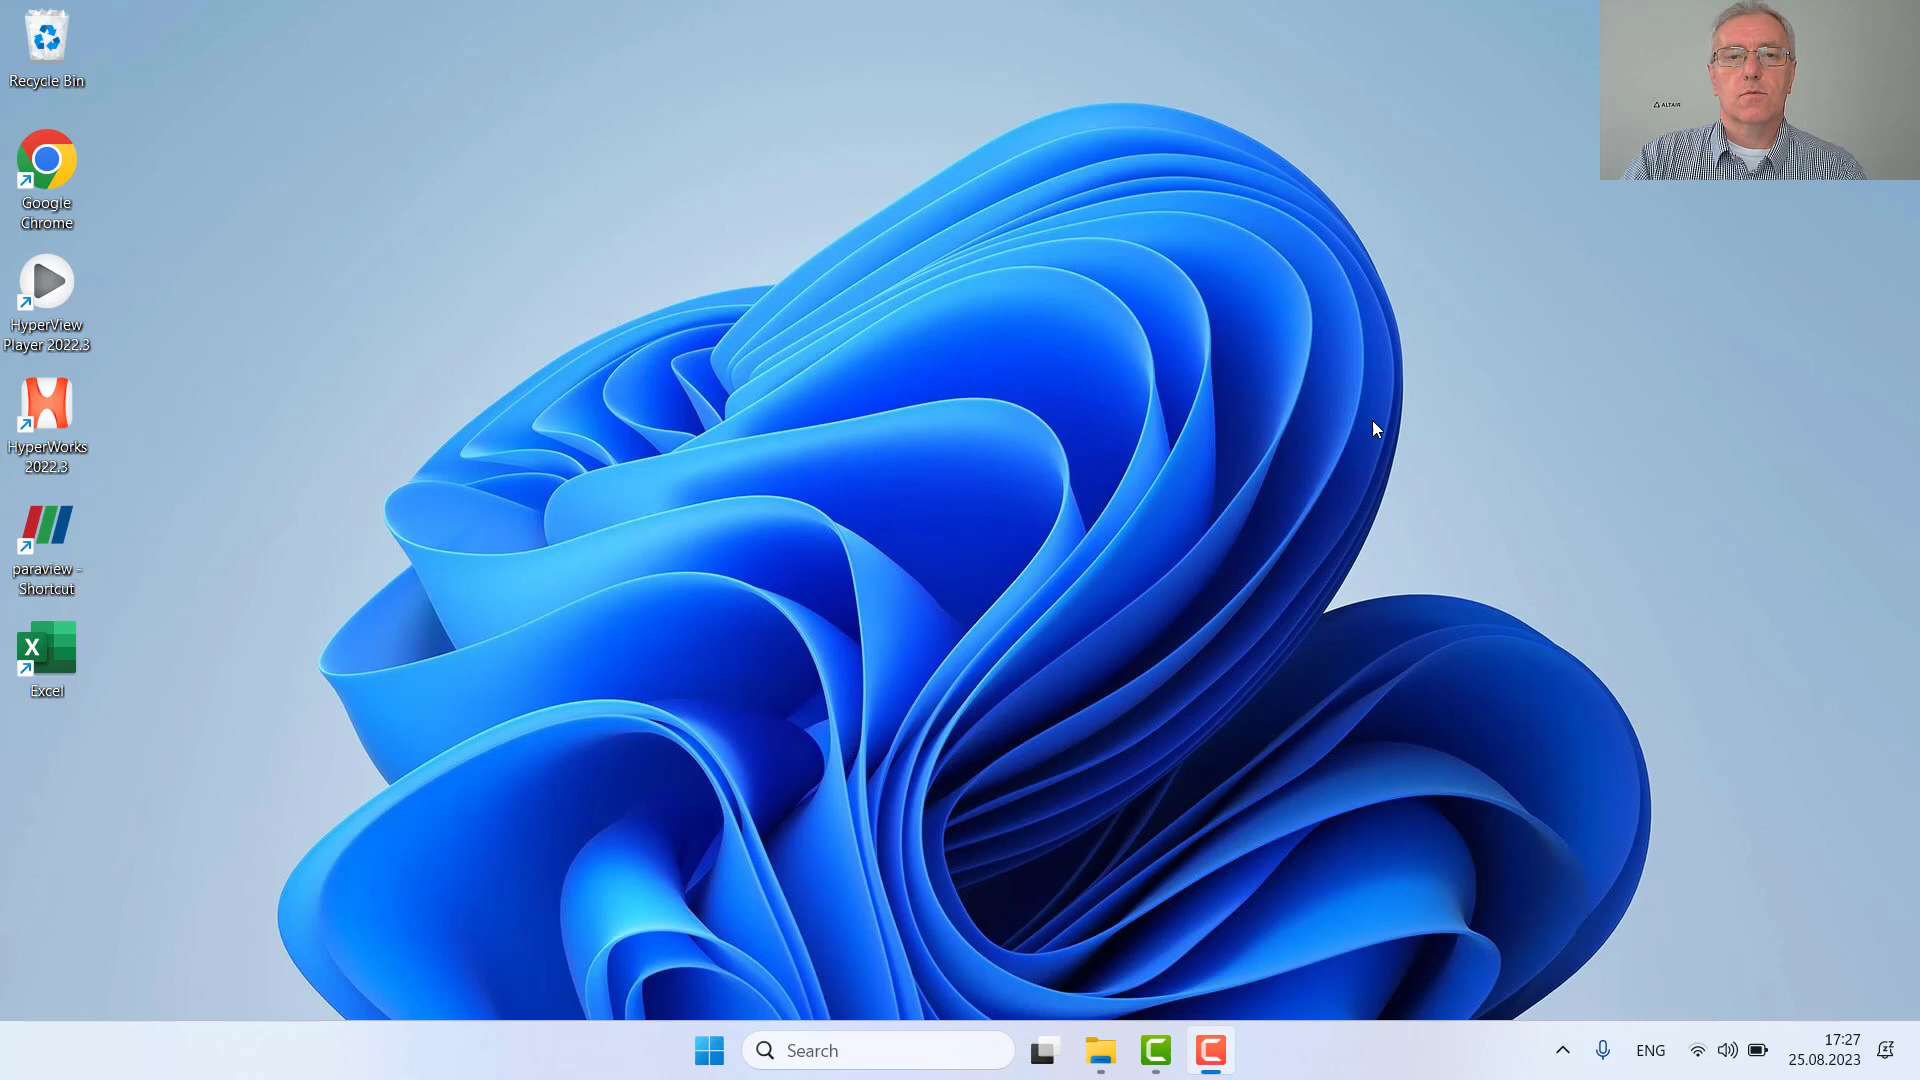 Recycle Bin
Google
Chrome
HyperView
Player 2022.3
HyperWorks
2022.3
paraview -
Shortcut
Excel
ALTAIR
Search
ENG
17:27
25.08.2023